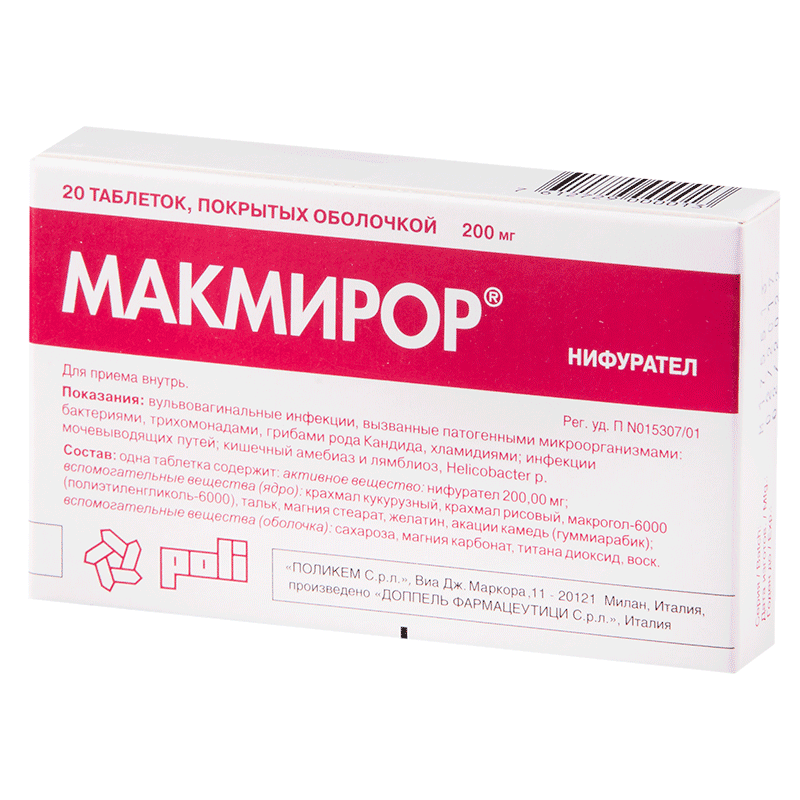 20 ТАБЛЕТОК, ПОКРЫТЫХ ОБОЛОЧКОЙ 200 мг
МАКМИРОР®
НИФУРАТЕЛ
Для приема внутрь.
Показания: вульвовагинальные инфекции, вызванные патогенными микроорганизмами:
бактериями, трихомонадами, грибами рода Кандида, хламидиями; инфекции
мочевыводящих путей; кишечный амебиаз и лямблиоз, Helicobacter p.
Рег. уд. П N015307/01
Состав: одна таблетка содержит: активное вещество: нифурател 200,00 мг;
вспомогательные вещества (ядро): крахмал кукурузный, крахмал рисовый, макрогол-6000
(полиэтиленгликоль-6000), тальк, магния стеарат, желатин, акации камедь (гуммиарабик);
вспомогательные вещества (оболочка): сахароза, магния карбонат, титана диоксид, воск.
poli
«ПОЛИКЕМ С.р.л.», Виа Дж. Маркора,11 - 20121 Милан, Италия,
произведено «ДОППЕЛЬ ФАРМАЦЕУТИЦИ С.р.л.», Италия